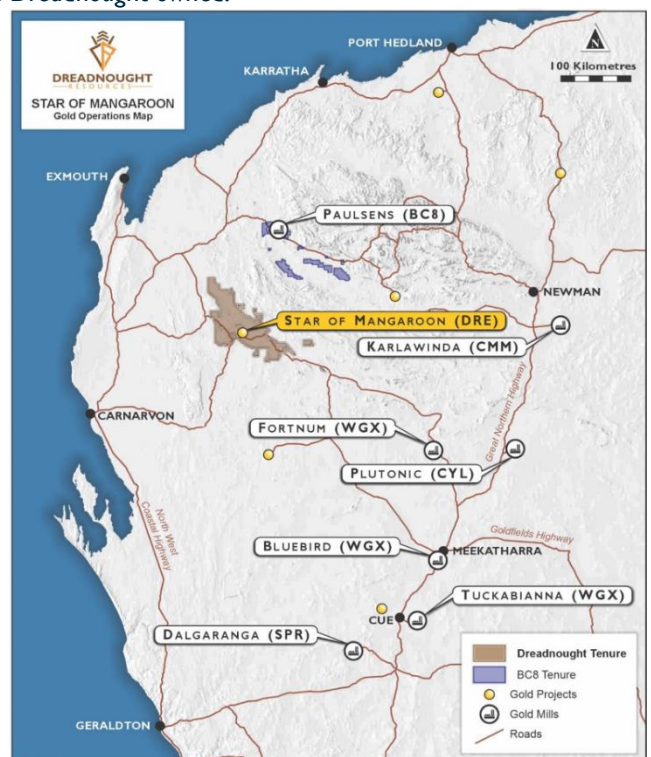 Dreadnought owned.
DREADNOUGHT
RESOURCES
STAR OF MANGAROON
Gold Operations Map
PORT HEDLAND
N
100 Kilometres
KARRATHA
EXMOUTH
PAULSENS (BC8)
NEWMAN
STAR OF MANGAROON (DRE)
KARLAWINDA (CMM)
CARNARVON
FORTNUM (WGX)
Great Northern Highway
PLUTONIC (CYL)
North West
Coastal Highway
Goldfields Highway
BLUEBIRD (WGX)
MEEKATHARRA
TUCKABIANNA (WGX)
CUE
DALGARANGA (SPR)
GERALDTON
Dreadnought Tenure
BC8 Tenure
Gold Projects
Gold Mills
Roads